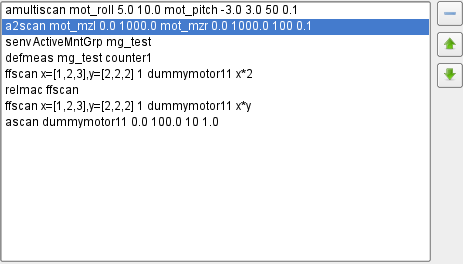 amultiscan mot_roll 5.0 10.0 mot_pitch -3.0 3.0 50 0.1
a2scan mot_mzl 0.0 1000.0 mot_mzr 0.0 1000.0 100 0.1
senvActiveMntGrp mg_test
defmeas mg_test counter1
ffscan x=[1,2,3],y=[2,2,2] 1 dummymotor11 x*2
relmac ffscan
ffscan x=[1,2,3],y=[2,2,2] 1 dummymotor11 x*y
ascan dummymotor11 0.0 100.0 10 1.0